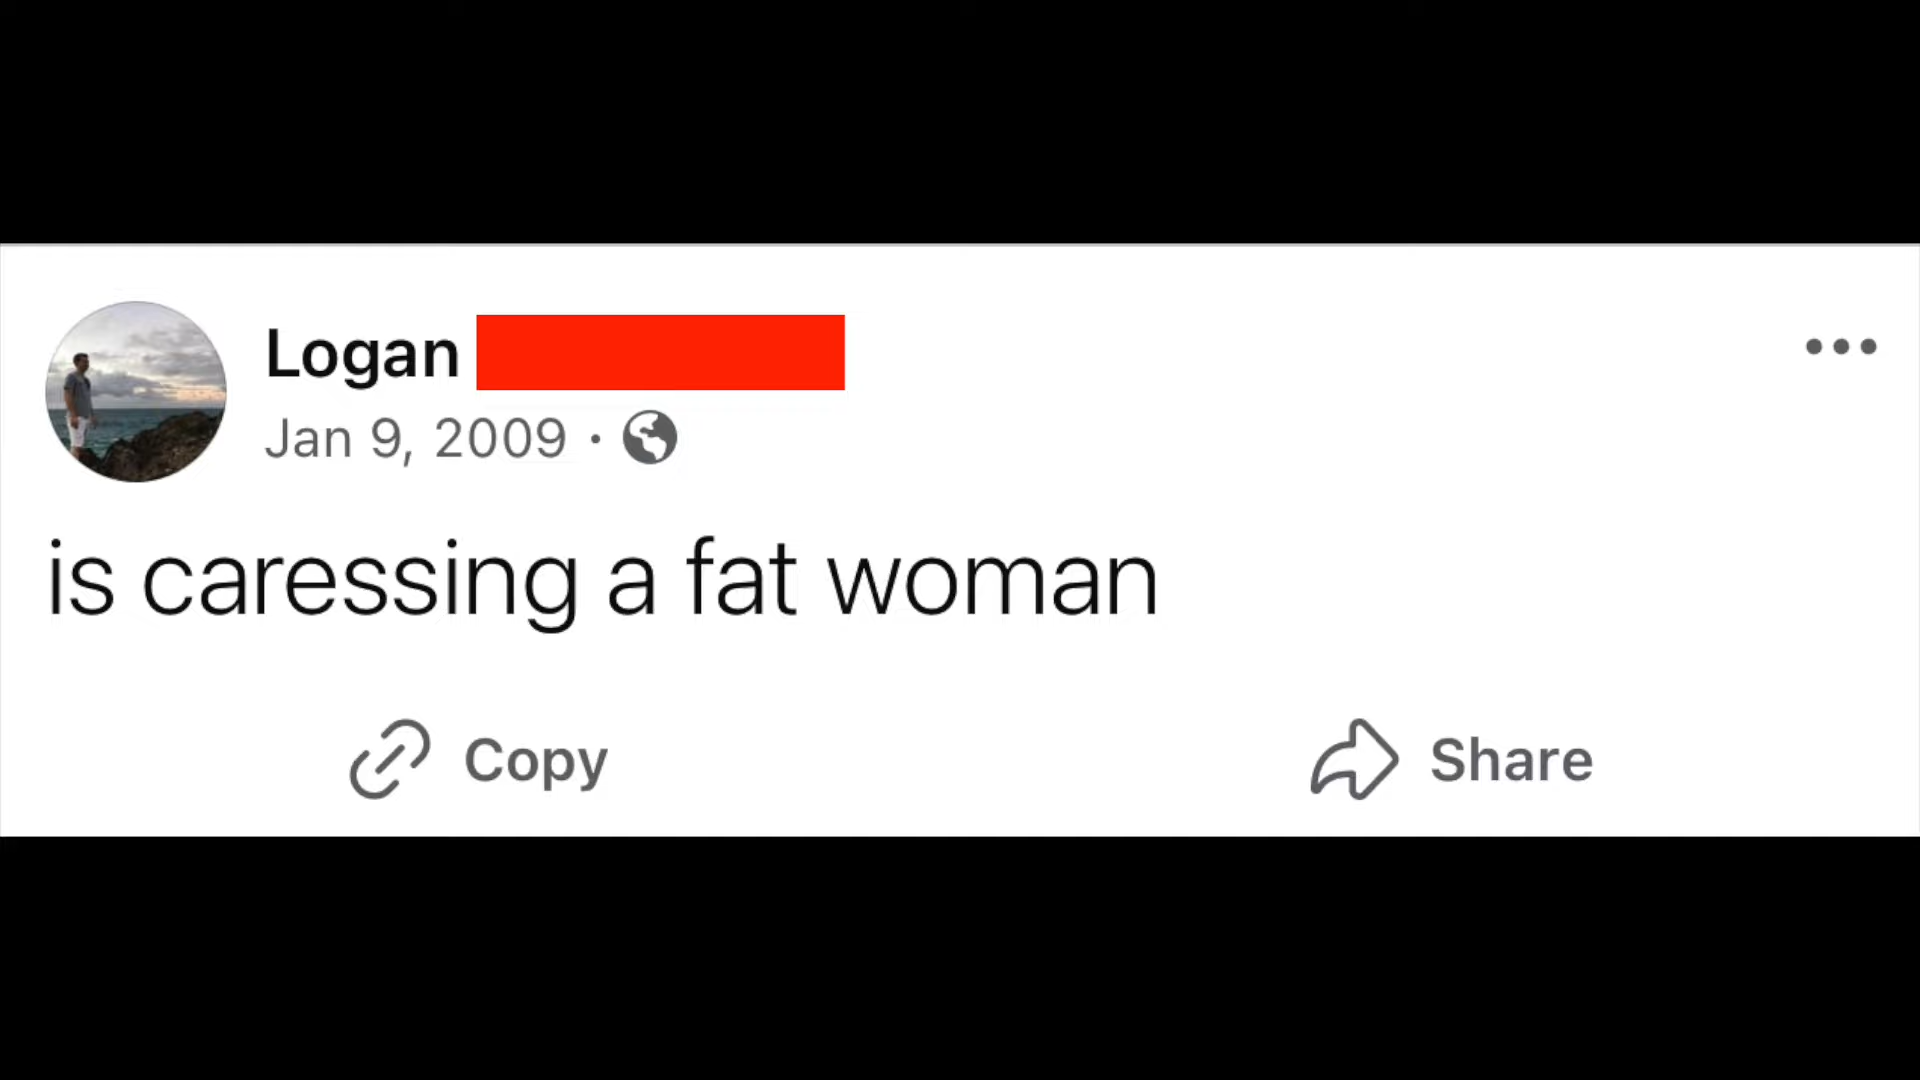 Logan
Jan 9, 2009 ·
is caressing a fat woman
Copy
Share